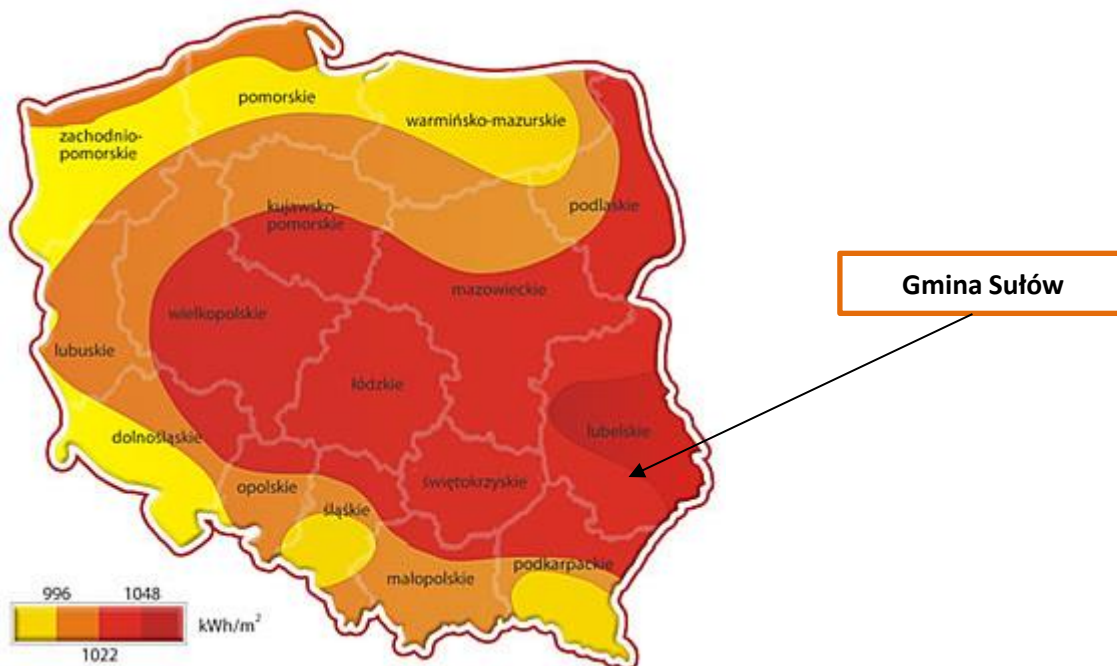 pomorskie
warmińsko-mazurskie
zachodnio-
pomorskie
kujawsko-
pomorskie
podlaskie
Gmina Sułów
mazowieckie
wielkopolskie
lubuskie
łódzkie
lubelskie
dolnośląskie
opolskie
świętokrzyskie
śląśkie
małopolskie
podkarpackie
996 1048
kWh/m²
1022